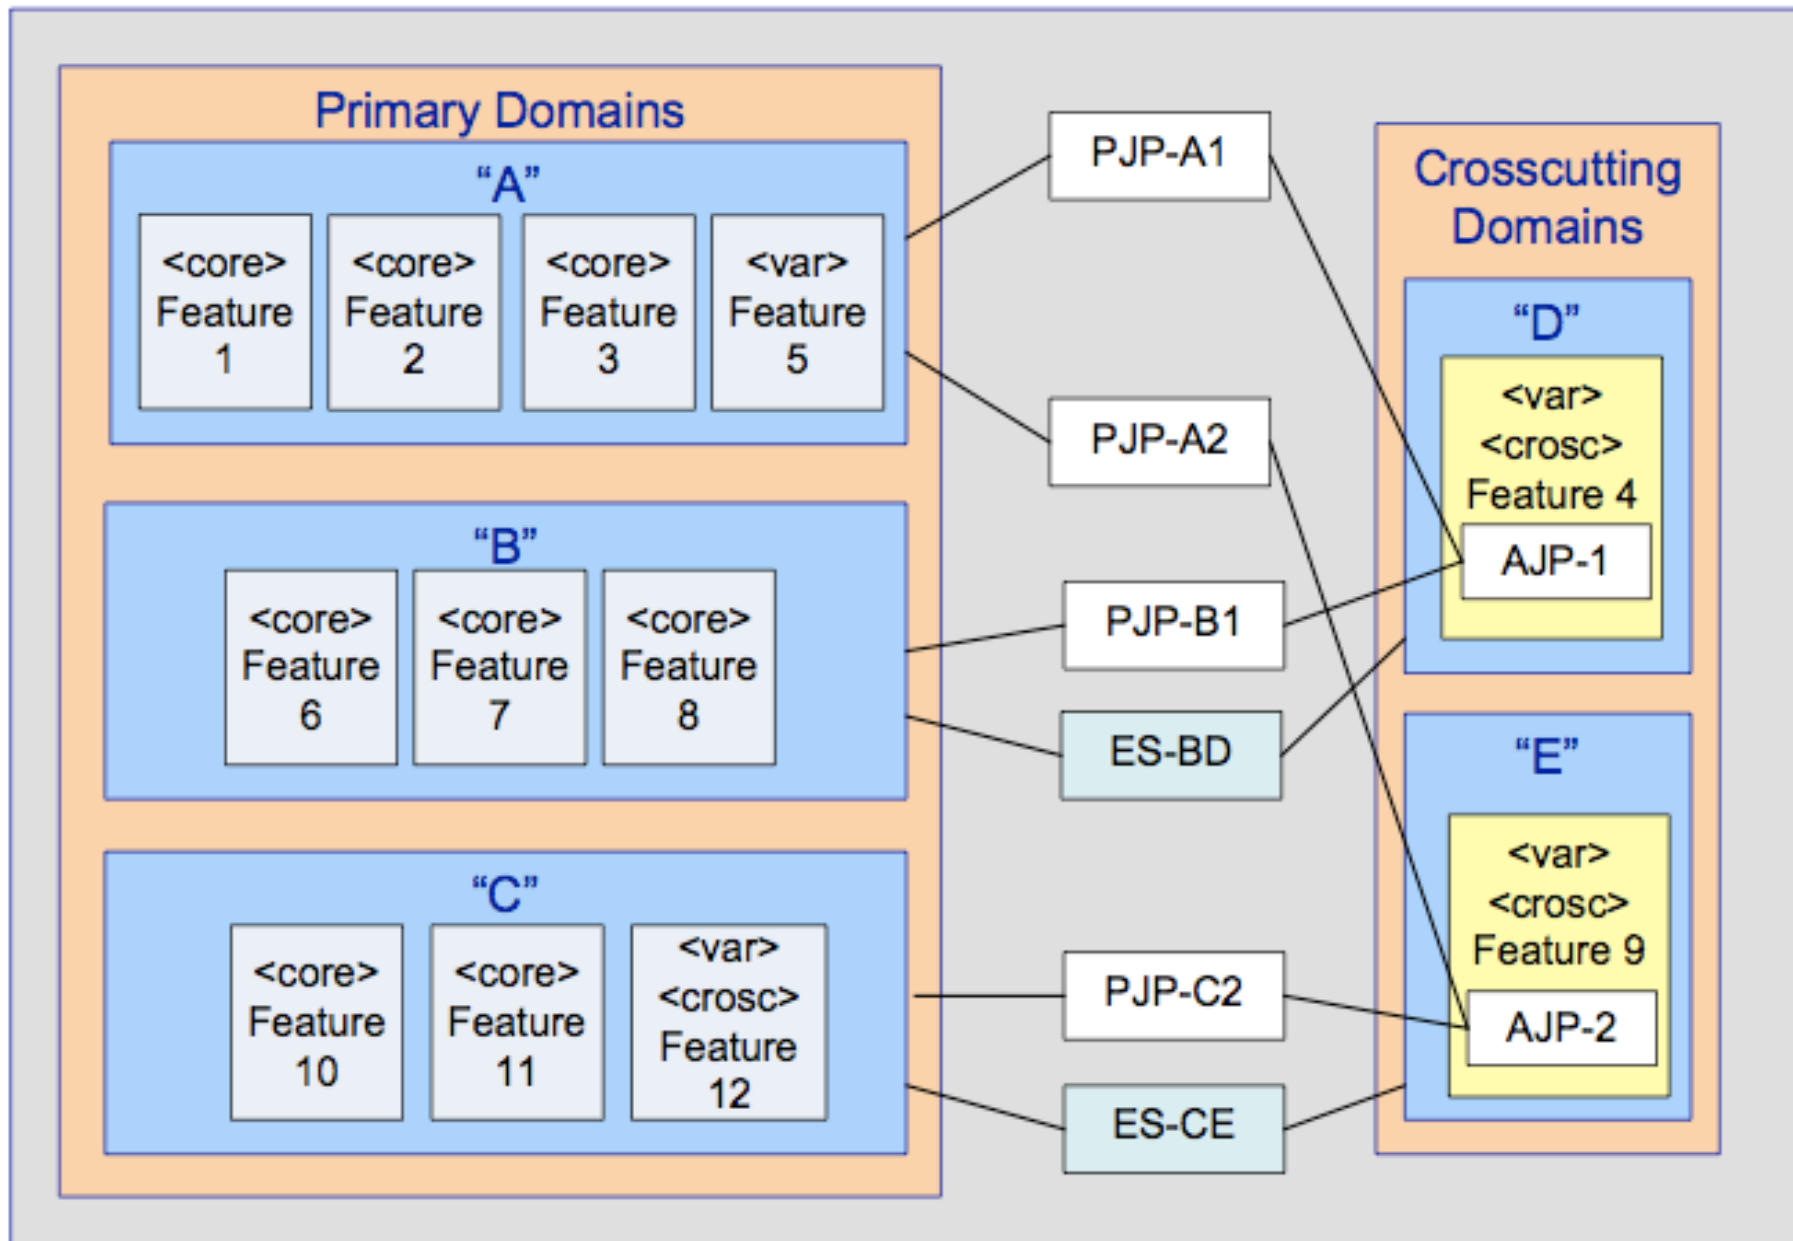 Primary Domains
“A”
<core>
Feature
1
<core>
Feature
2
<core>
Feature
3
<var>
Feature
5
“B”
<core>
Feature
6
<core>
Feature
7
<core>
Feature
8
“C”
<core>
Feature
10
<core>
Feature
11
<var>
<crosc>
Feature
12
PJP-A1
PJP-A2
PJP-B1
ES-BD
PJP-C2
ES-CE
Crosscutting
Domains
“D”
<var>
<crosc>
Feature 4
AJP-1
“E”
<var>
<crosc>
Feature 9
AJP-2